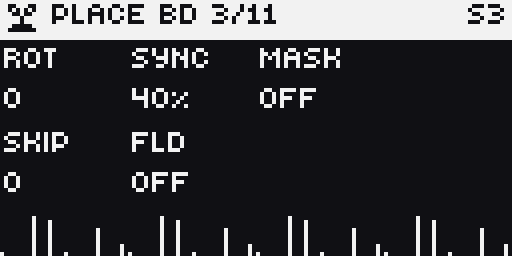 PLACE BD 3/11 S3
ROT SYNC MASK
0 40% OFF
SKIP FLD
0 OFF